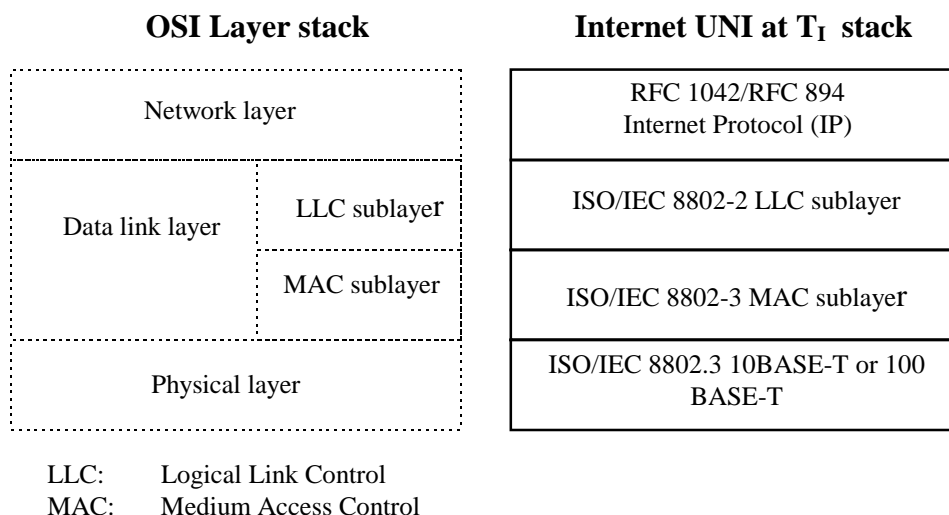 OSI Layer stack
Internet UNI at TI stack
Network layer
RFC 1042/RFC 894
Internet Protocol (IP)
Data link layer
LLC sublayer
ISO/IEC 8802-2 LLC sublayer
MAC sublayer
ISO/IEC 8802-3 MAC sublayer
Physical layer
ISO/IEC 8802.3 10BASE-T or 100
BASE-T
LLC: Logical Link Control
MAC: Medium Access Control